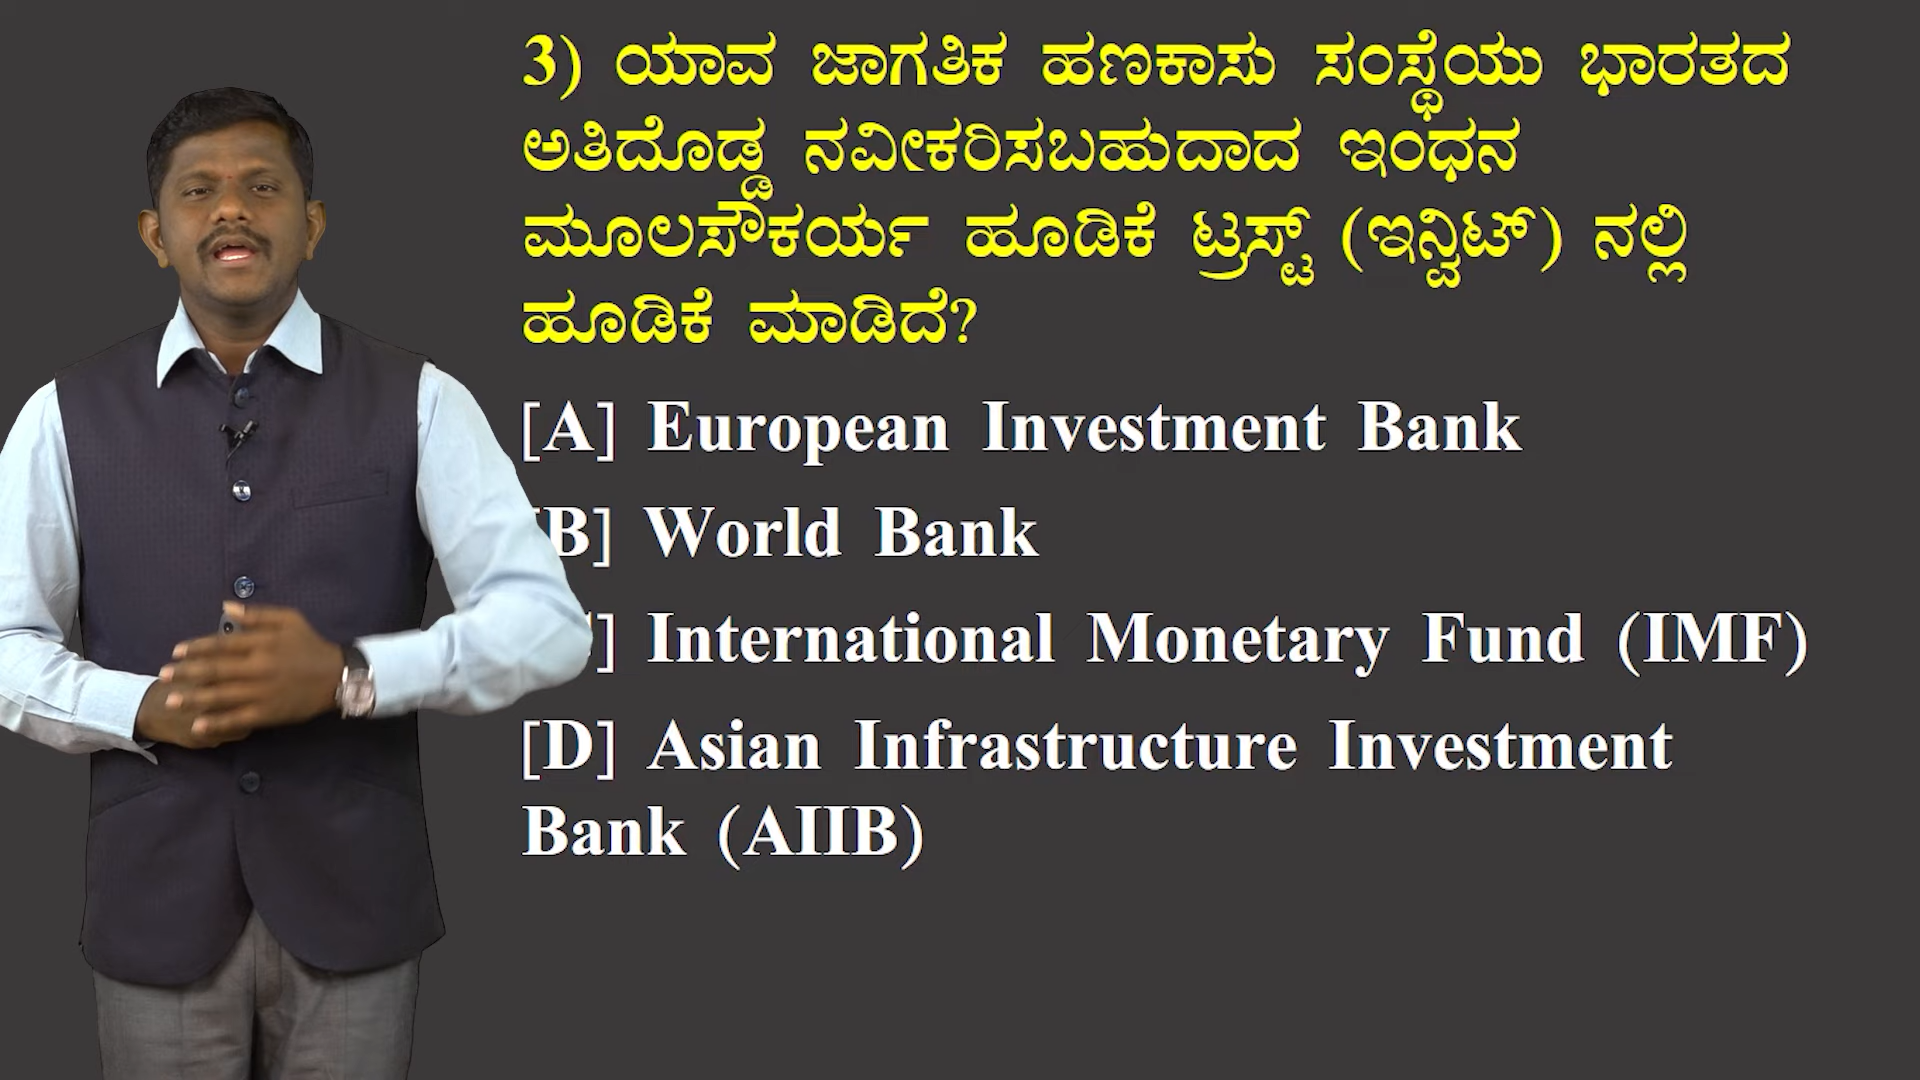 3) ಯಾವ ಜಾಗತಿಕ ಹಣಕಾಸು ಸಂಸ್ಥೆಯು ಭಾರತದ
ಅತಿದೊಡ್ಡ ನವೀಕರಿಸಬಹುದಾದ ಇಂಧನ
ಮೂಲಸೌಕರ್ಯ ಹೂಡಿಕೆ ಟ್ರಸ್ಟ್ (ಇನ್ವಿಟ್) ನಲ್ಲಿ
ಹೂಡಿಕೆ ಮಾಡಿದೆ?
[A] European Investment Bank
B] World Bank
] International Monetary Fund (IMF)
[D] Asian Infrastructure Investment
Bank (AIIB)